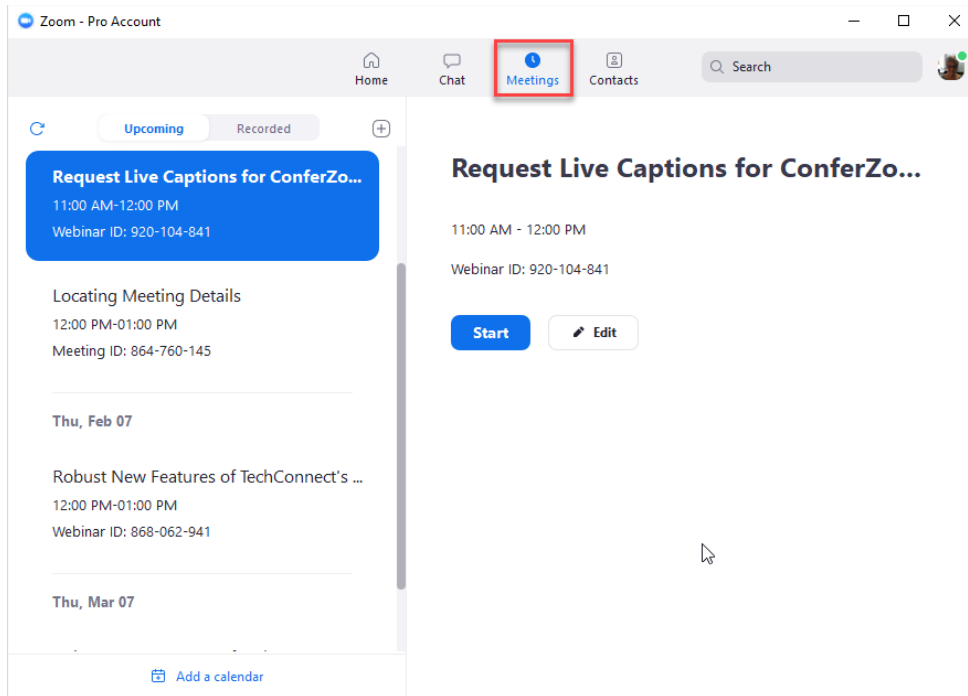 Zoom - Pro Account
Home
Chat
Meetings
Contacts
Search
Upcoming
Recorded
Request Live Captions for ConferZo...
11:00 AM-12:00 PM
Webinar ID: 920-104-841
Locating Meeting Details
12:00 PM-01:00 PM
Meeting ID: 864-760-145
Thu, Feb 07
Robust New Features of TechConnect's ...
12:00 PM-01:00 PM
Webinar ID: 868-062-941
Thu, Mar 07
Add a calendar
Request Live Captions for ConferZo...
11:00 AM - 12:00 PM
Webinar ID: 920-104-841
Start
Edit